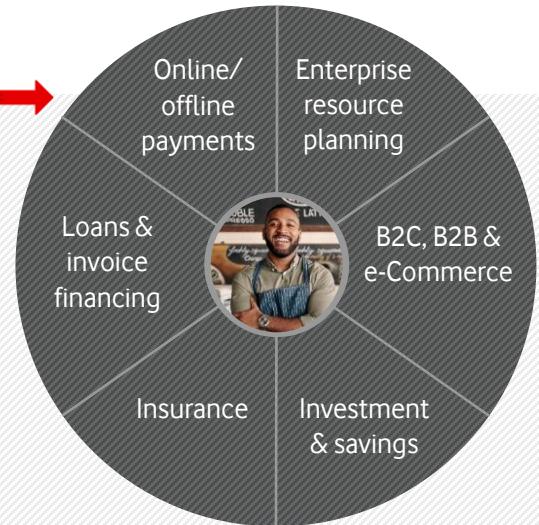 Online/
offline
payments
Enterprise
resource
planning
Loans &
invoice
financing
B2C, B2B &
e-Commerce
Insurance
Investment
& savings